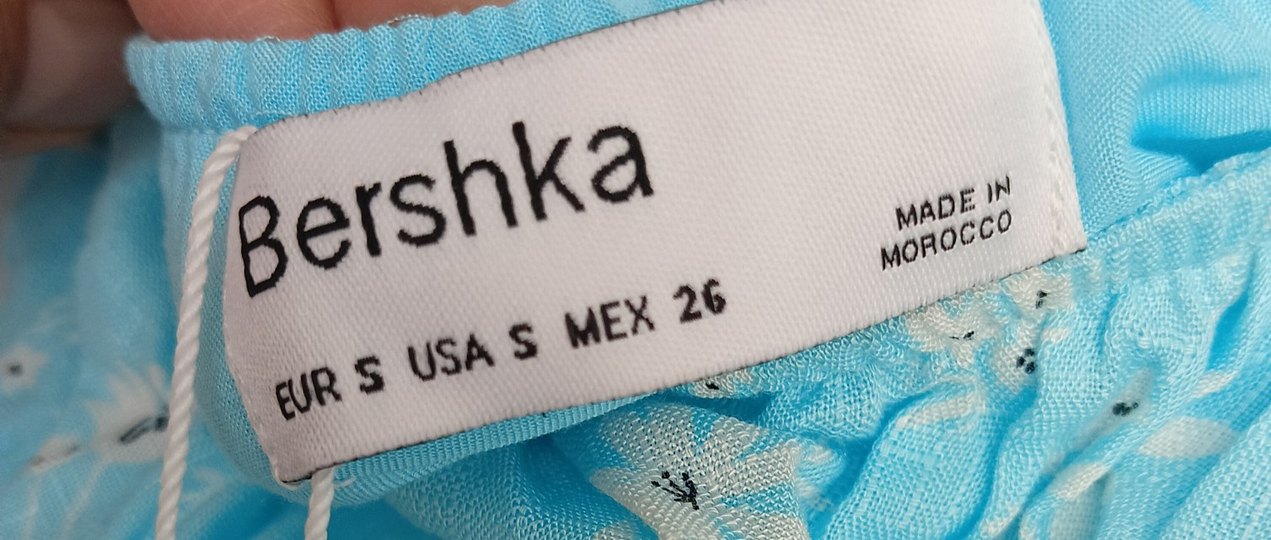 Bershka
MADE IN
MOROCCO
EUR S USA S MEX 26